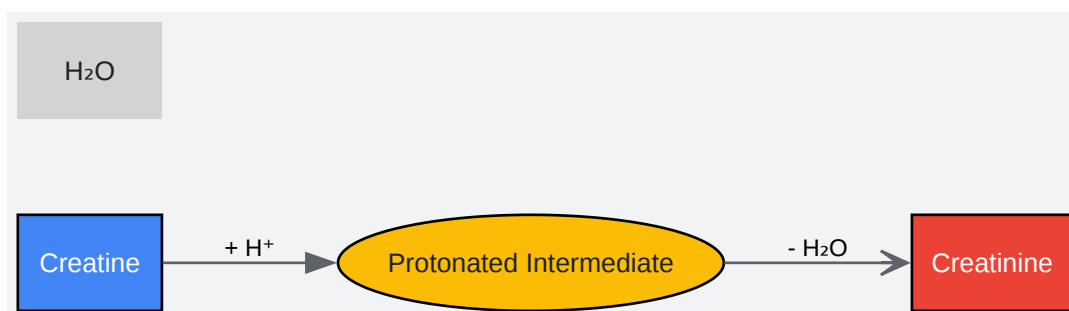 H₂O
Creatine
+ H⁺
Protonated Intermediate
- H₂O
Creatinine